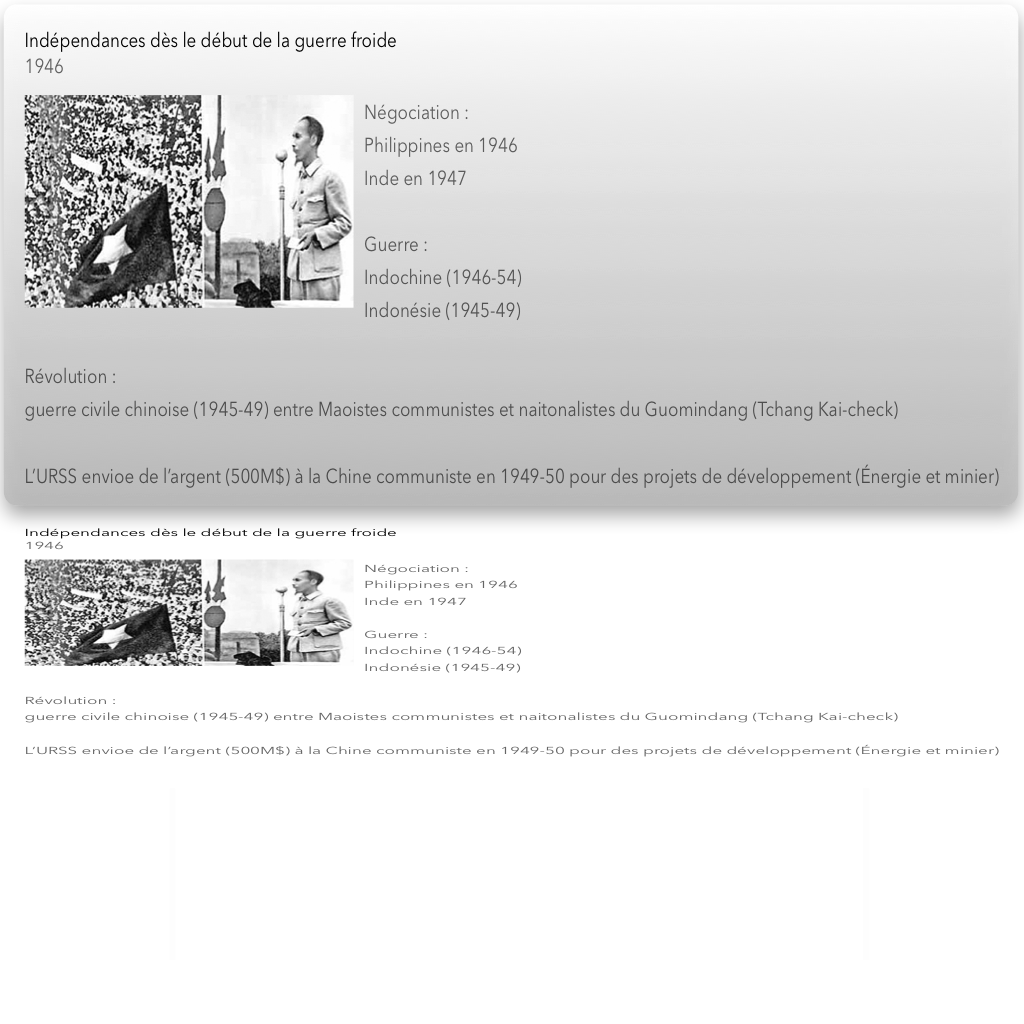 Indépendances dès le début de la guerre froide
1946
Négociation :
Philippines en 1946
Inde en 1947
Guerre :
Indochine (1946-54)
Indonésie (1945-49)
Révolution :
guerre civile chinoise (1945-49) entre Maoistes communistes et naitonalistes du Guomindang (Tchang Kai-check)
L’URSS envioe de l’argent (500M$) à la Chine communiste en 1949-50 pour des projets de développement (Énergie et minier)
Indépendances dès le début de la guerre froide
1946
Négociation :
Philippines en 1946
Inde en 1947
Guerre :
Indochine (1946-54)
Indonésie (1945-49)
Révolution :
guerre civile chinoise (1945-49) entre Maoistes communistes et naitonalistes du Guomindang (Tchang Kai-check)
L’URSS envioe de l’argent (500M$) à la Chine communiste en 1949-50 pour des projets de développement (Énergie et minier)